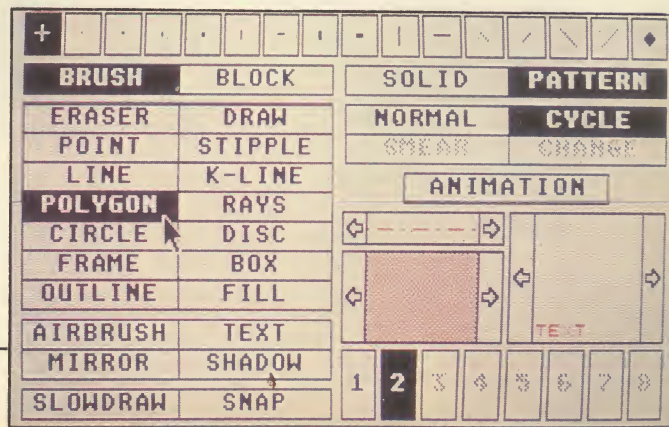 BRUSH BLOCK SOLID PATTERN
ERASER DRAW NORMAL CYCLE
POINT STIPPLE SMEAR CHANGE
LINE K-LINE ANIMATION
POLYGON RAYS
CIRCLE DISC
FRAME BOX
OUTLINE FILL
AIRBRUSH TEXT TEXT
MIRROR SHADOW
1 2 3 4 5 6 7 8
SLOWDRAW SNAP